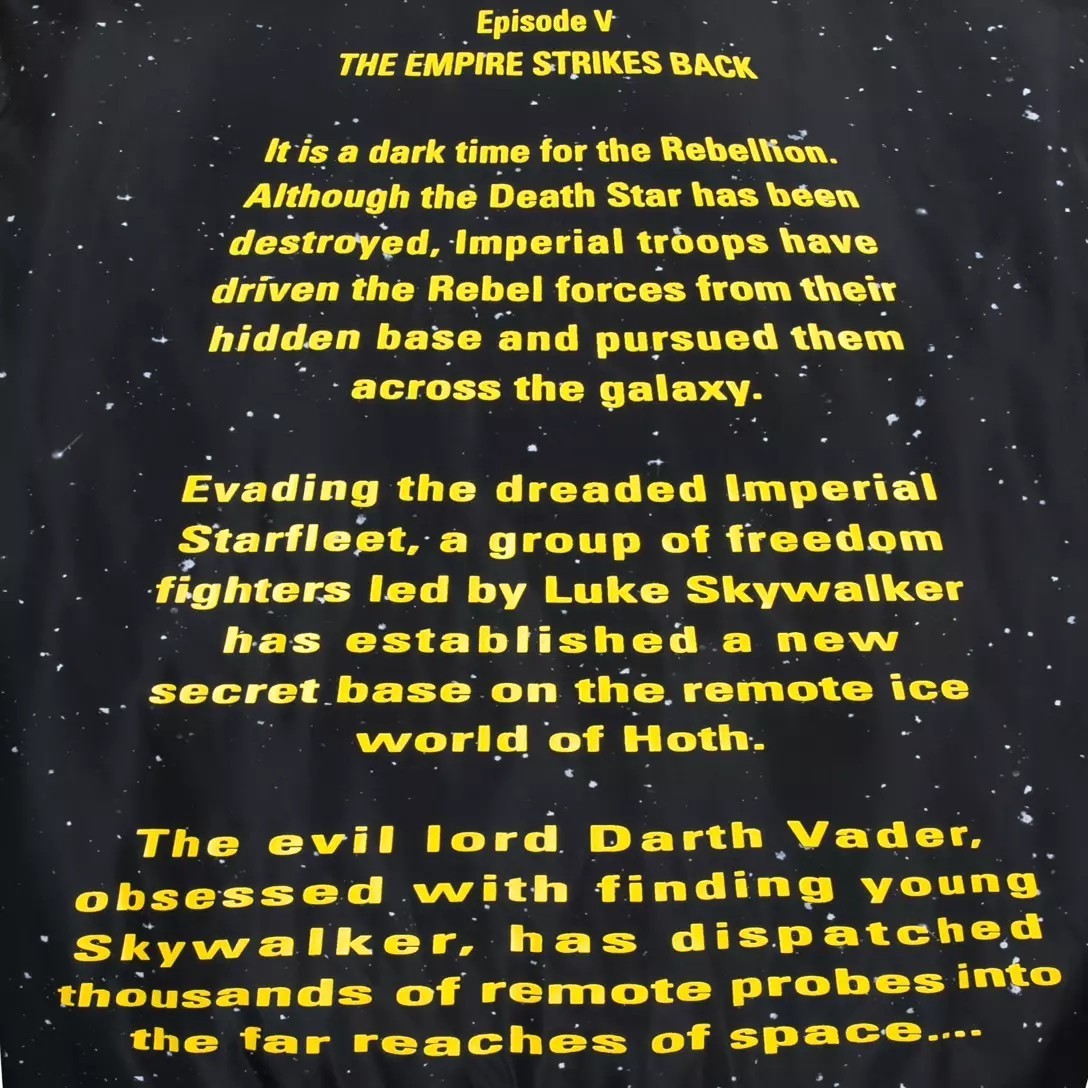 Episode V
THE EMPIRE STRIKES BACK
It is a dark time for the Rebellion.
Although the Death Star has been
destroyed, Imperial troops have
driven the Rebel forces from their
hidden base and pursued them
across the galaxy.
Evading the dreaded Imperial
Starfleet, a group of freedom
fighters led by Luke Skywalker
has established a new
secret base on the remote ice
world of Hoth.
The evil lord Darth Vader,
obsessed with finding young
Skywalker, has dispatched
thousands of remote probes into
the far reaches of space....